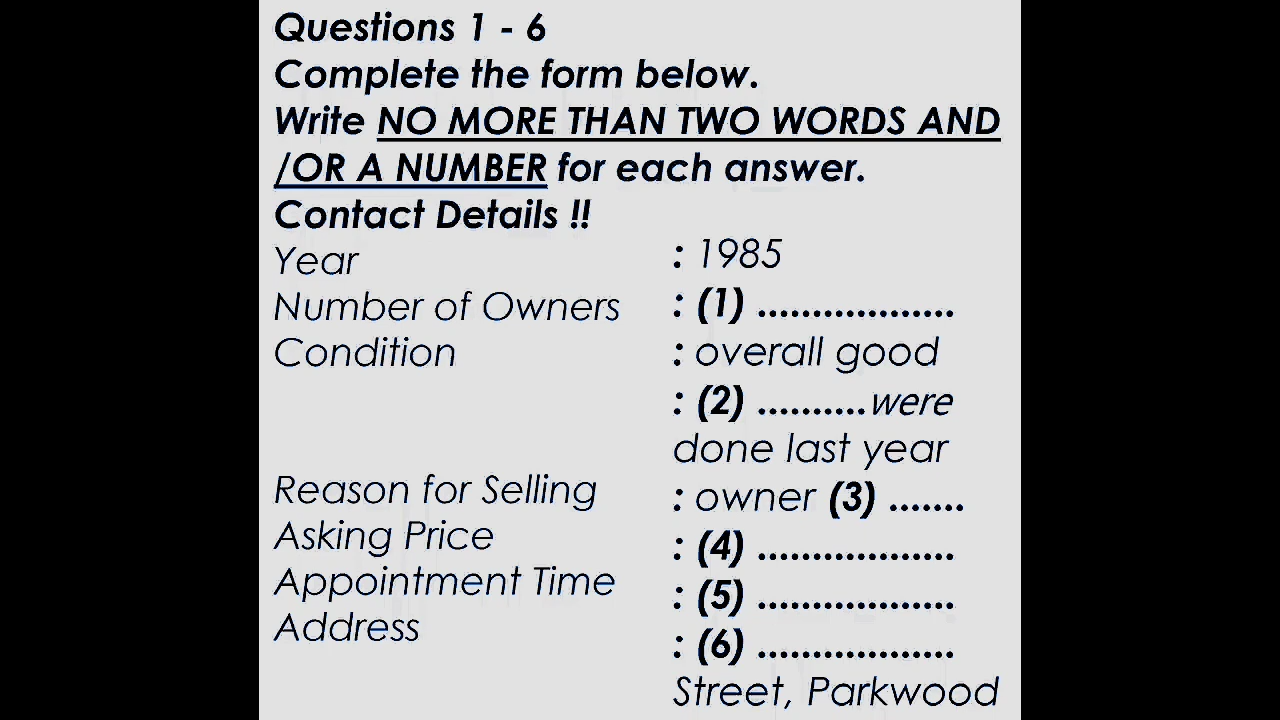 Questions 1 - 6
Complete the form below.
Write NO MORE THAN TWO WORDS AND
/OR A NUMBER for each answer.
Contact Details !!
Year : 1985
Number of Owners : (1) ..................
Condition : overall good
: (2) ..........were
done last year
Reason for Selling : owner (3) .......
Asking Price : (4) ..................
Appointment Time : (5) ..................
Address : (6) ..................
Street, Parkwood